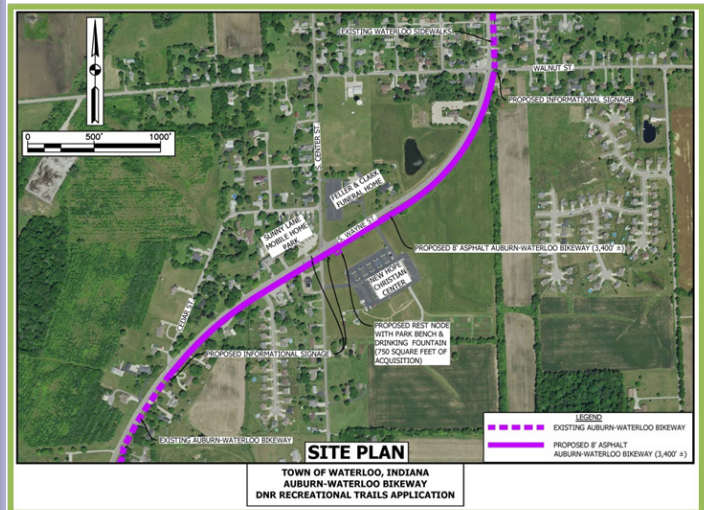 EXISTING WATERLOO SIDEWALKS
WALNUT ST.
PROPOSED INFORMATIONAL SIGNAGE
0 500' 1000'
S. CENTER ST.
FELLER & CLARK
FUNERAL HOME
S. WAYNE ST.
SUNNY LANE
MOBILE HOME
PARK
PROPOSED 8' ASPHALT AUBURN-WATERLOO BIKEWAY (3,400' ±)
NEW HOPE
CHRISTIAN
CENTER
CEDAR ST.
PROPOSED REST NODE
WITH PARK BENCH &
DRINKING FOUNTAIN
(750 SQUARE FEET OF
ACQUISITION)
PROPOSED INFORMATIONAL SIGNAGE
EXISTING AUBURN-WATERLOO BIKEWAY
LEGEND
EXISTING AUBURN-WATERLOO BIKEWAY
PROPOSED 8' ASPHALT
AUBURN-WATERLOO BIKEWAY (3,400' ±)
SITE PLAN
TOWN OF WATERLOO, INDIANA
AUBURN-WATERLOO BIKEWAY
DNR RECREATIONAL TRAILS APPLICATION